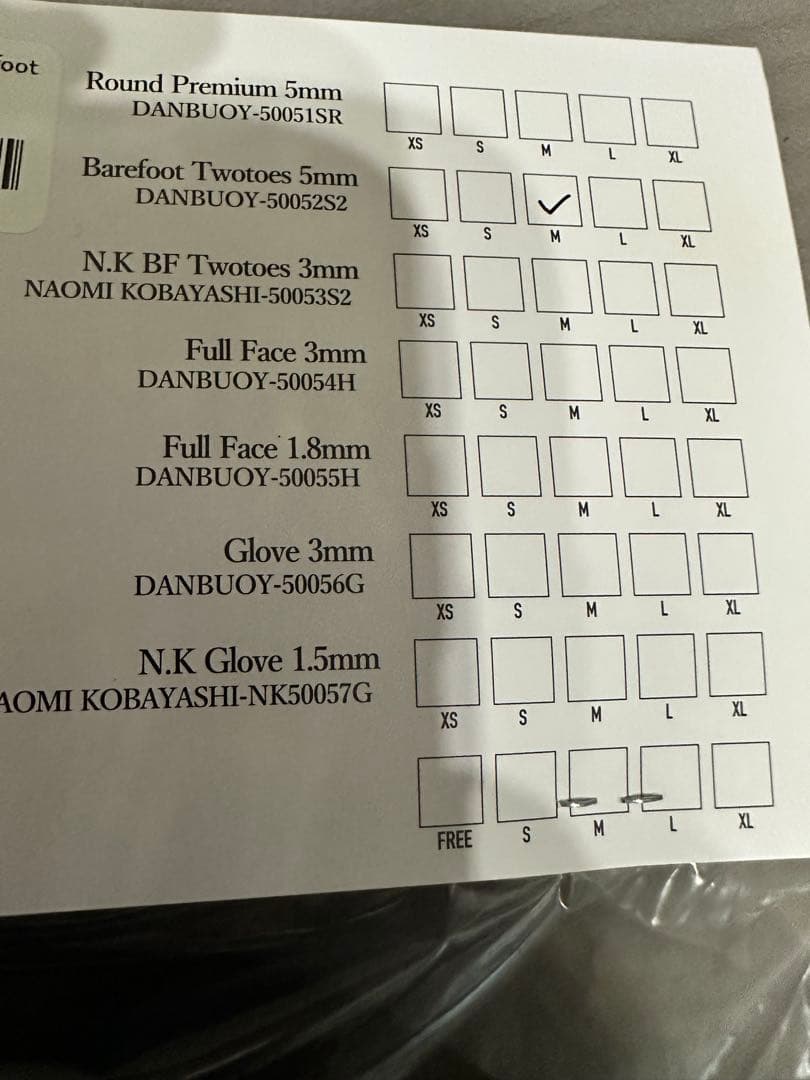 oot
Round Premium 5mm
DANBUOY-50051SR
XS S M L XL
Barefoot Twotoes 5mm
DANBUOY-50052S2
XS S M L XL
N.K BF Twotoes 3mm
NAOMI KOBAYASHI-50053S2
XS S M L XL
Full Face 3mm
DANBUOY-50054H
XS S M L XL
Full Face 1.8mm
DANBUOY-50055H
XS S M L XL
Glove 3mm
DANBUOY-50056G
XS S M L XL
N.K Glove 1.5mm
AOMI KOBAYASHI-NK50057G
XS S M L XL
FREE S M L XL